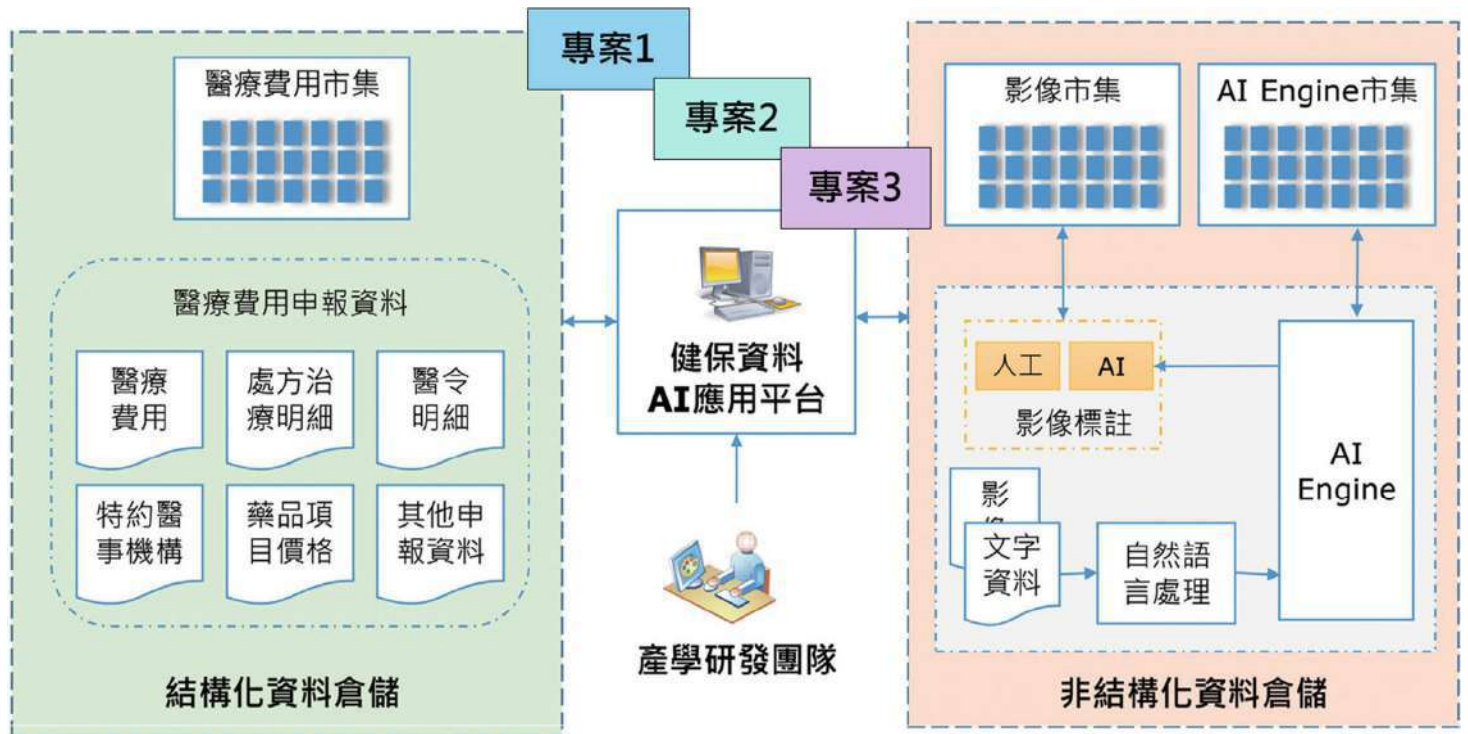 專案1
專案2
專案3
醫療費用市集
醫療費用申報資料
醫療
費用
處方治
療明細
醫令
明細
特約醫
事機構
藥品項
目價格
其他申
報資料
結構化資料倉儲
健保資料
AI應用平台
產學研發團隊
影像市集
AI Engine市集
人工
AI
影像標註
影
像
文字
資料
自然語
言處理
AI
Engine
非結構化資料倉儲